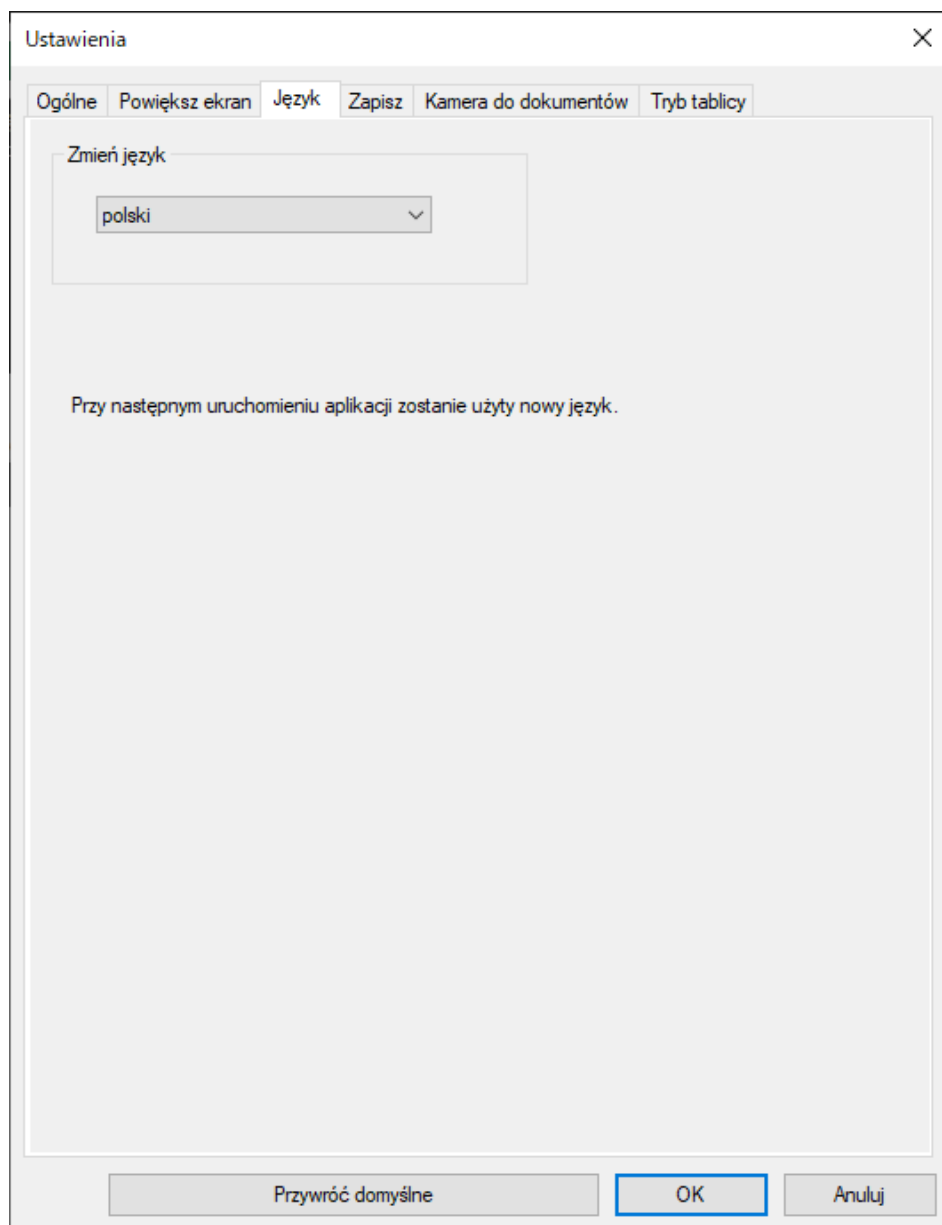 Ustawienia
Ogólne Powiększ ekran Język Zapisz Kamera do dokumentów Tryb tablicy
Zmień język
polski
Przy następnym uruchomieniu aplikacji zostanie użyty nowy język.
Przywróć domyślne OK Anuluj